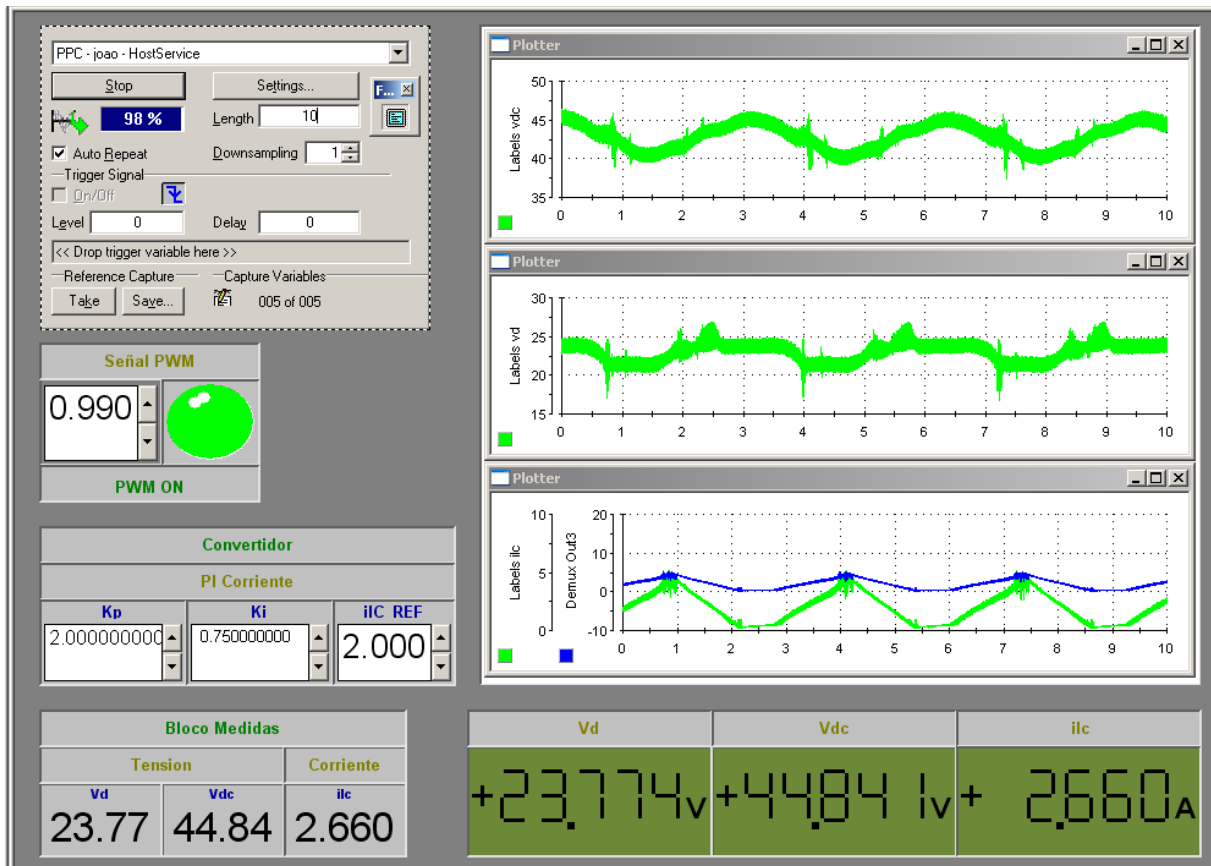 PPC - joao - HostService
Stop
Settings...
F...
98 %
Length 10
Auto Repeat
Downsampling 1
Trigger Signal
On/Off
Level 0
Delay 0
<< Drop trigger variable here >>
Reference Capture
Capture Variables
Take
Save...
005 of 005
Señal PWM
0.990
PWM ON
Convertidor
PI Corriente
Kp
Ki
ilC REF
2.000000000
0.750000000
2.000
Bloco Medidas
Tension
Corriente
Vd
Vdc
ilc
23.77
44.84
2.660
Plotter
Labels vdc
50
45
40
35
0 1 2 3 4 5 6 7 8 9 10
Plotter
Labels vd
30
25
20
15
0 1 2 3 4 5 6 7 8 9 10
Plotter
Labels ilc
10
5
0
Demux Out3
20
10
0
-10
0 1 2 3 4 5 6 7 8 9 10
Vd
Vdc
ilc
+23.774V
+44.841V
+ 2.660A